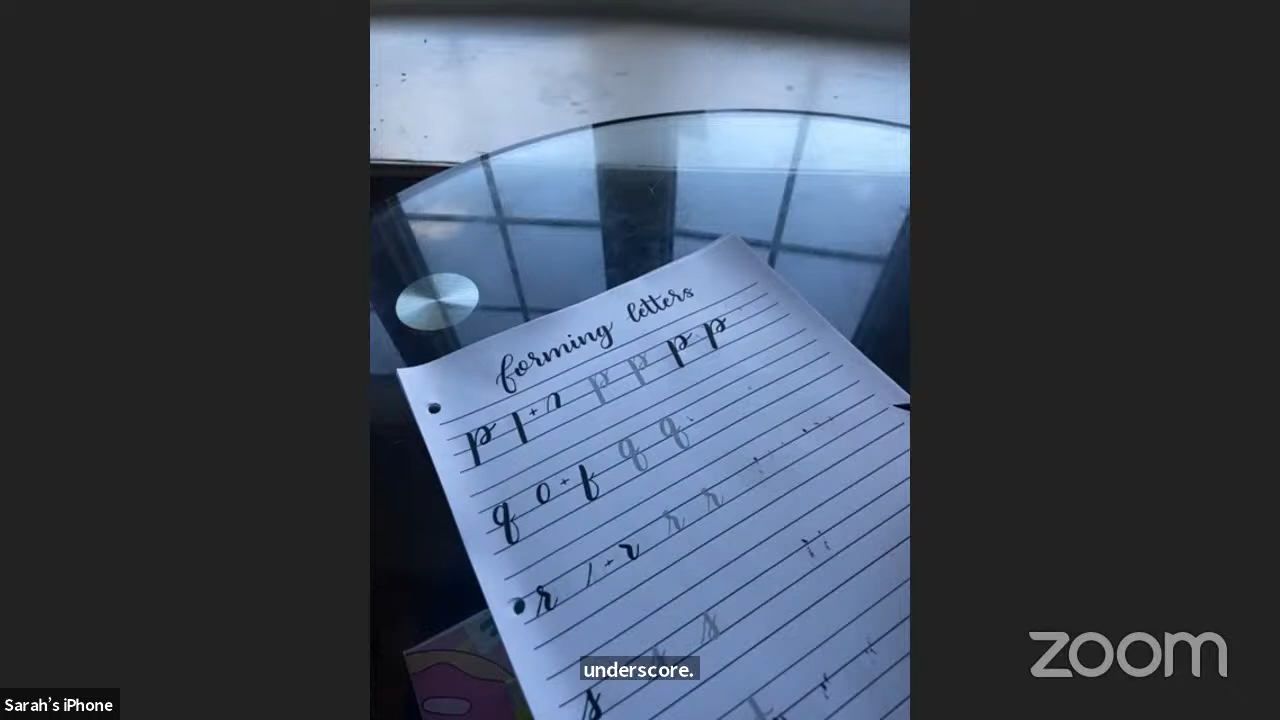 forming letters
p l + n p p p p
q o + f q q
r / + r r r
s s
underscore.
Sarah's iPhone
zoom